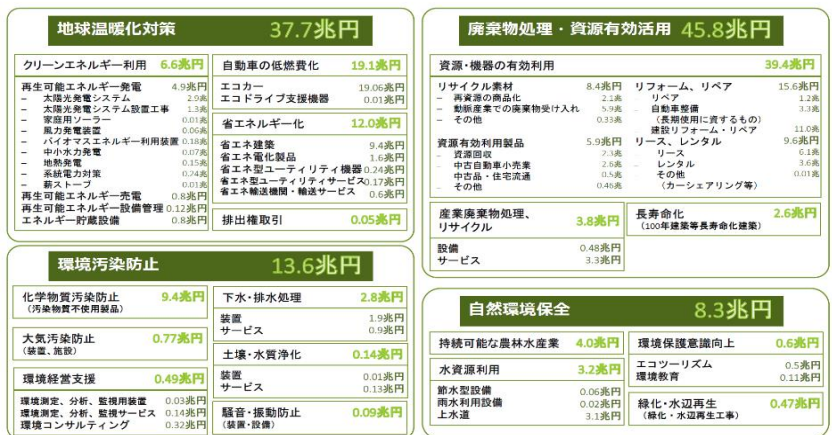 地球温暖化対策 37.7兆円
クリーンエネルギー利用 6.6兆円
再生可能エネルギー発電 4.9兆円
– 太陽光発電システム 2.9兆
– 太陽光発電システム設置工事 1.3兆
– 家庭用ソーラー 0.01兆
– 風力発電装置 0.06兆
– バイオマスエネルギー利用装置 0.18兆
– 中小水力発電 0.07兆
– 地熱発電 0.15兆
– 系統電力対策 0.24兆
– 薪ストーブ 0.01兆
再生可能エネルギー売電 0.8兆円
再生可能エネルギー設備管理 0.12兆円
エネルギー貯蔵設備 0.8兆円
自動車の低燃費化 19.1兆円
エコカー 19.06兆円
エコドライブ支援機器 0.01兆円
省エネルギー化 12.0兆円
省エネ建築 9.4兆円
省エネ電化製品 1.6兆円
省エネ型ユーティリティ機器 0.24兆円
省エネ型ユーティリティサービス 0.17兆円
省エネ輸送機関・輸送サービス 0.6兆円
排出権取引 0.05兆円
廃棄物処理・資源有効活用 45.8兆円
資源・機器の有効利用 39.4兆円
リサイクル素材 8.4兆円
– 再資源の商品化 2.1兆
– 動脈産業での廃棄物受け入れ 5.9兆
– その他 0.33兆
資源有効利用製品 5.9兆円
– 資源回収 2.3兆
– 中古自動車小売業 2.6兆
– 中古品・住宅流通 0.5兆
– その他 0.46兆
リフォーム、リペア 15.6兆円
– リペア 1.2兆
– 自動車整備 3.3兆
（長期使用に資するもの）
建設リフォーム・リペア 11.0兆
リース、レンタル 9.6兆円
– リース 6.1兆
– レンタル 3.6兆
– その他 0.01兆
（カーシェアリング等）
産業廃棄物処理、
リサイクル 3.8兆円
設備 0.48兆円
サービス 3.3兆円
長寿命化 2.6兆円
（100年建築等長寿命化建築）
環境汚染防止 13.6兆円
化学物質汚染防止 9.4兆円
（汚染物質不使用製品）
大気汚染防止 0.77兆円
（装置、施設）
環境経営支援 0.49兆円
環境測定、分析、監視用装置 0.03兆円
環境測定、分析、監視サービス 0.14兆円
環境コンサルティング 0.32兆円
下水・排水処理 2.8兆円
装置 1.9兆円
サービス 0.9兆円
土壌・水質浄化 0.14兆円
装置 0.01兆円
サービス 0.13兆円
騒音・振動防止 0.09兆円
（装置・設備）
自然環境保全 8.3兆円
持続可能な農林水産業 4.0兆円
水資源利用 3.2兆円
節水型設備 0.06兆円
雨水利用設備 0.02兆円
上水道 3.1兆円
環境保護意識向上 0.6兆円
エコツーリズム 0.5兆円
環境教育 0.11兆円
緑化・水辺再生 0.47兆円
（緑化・水辺再生工事）